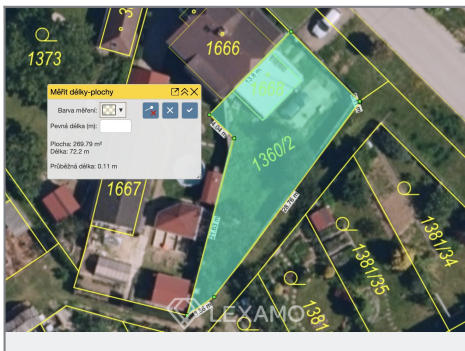 1373
1666
Měřit délky-plochy
Barva měření:
Pevná délka (m):
Plocha: 269.79 m²
Délka: 72.2 m
Průběžná délka: 0.11 m
1360/2
1667
1381/34
1381/35
1381
LEXAMO